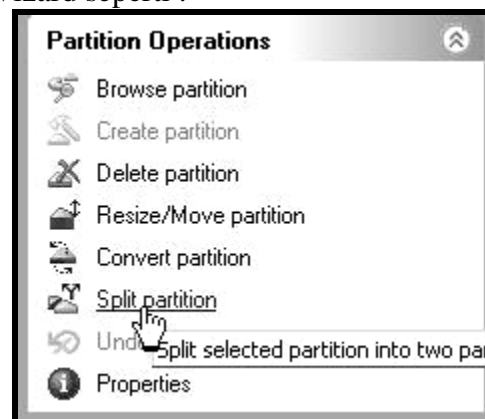 Partition Operations
Browse partition
Create partition
Delete partition
Resize/Move partition
Convert partition
Split partition
Split selected partition into two
Properties